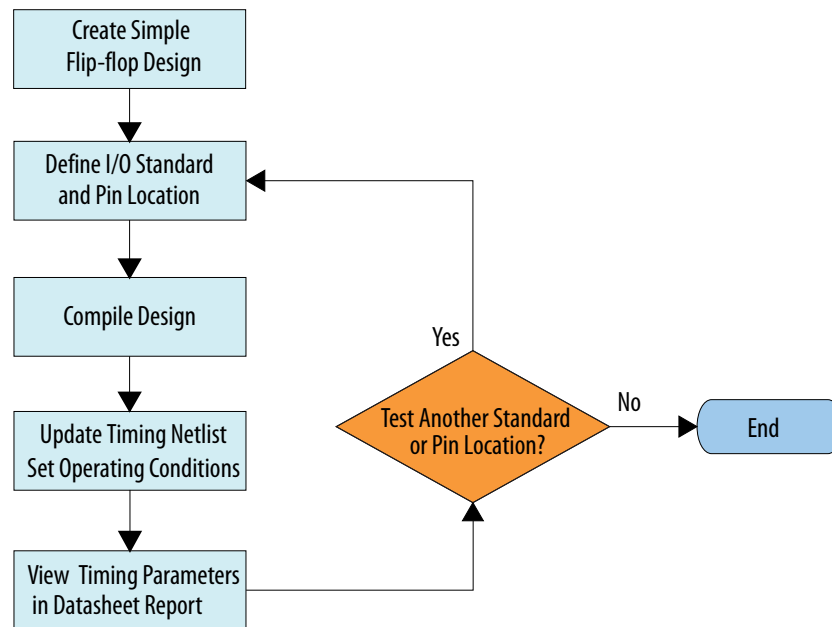 Create Simple
Flip-flop Design
Define I/O Standard
and Pin Location
Compile Design
Update Timing Netlist
Set Operating Conditions
View Timing Parameters
in Datasheet Report
Test Another Standard
or Pin Location?
Yes
No
End